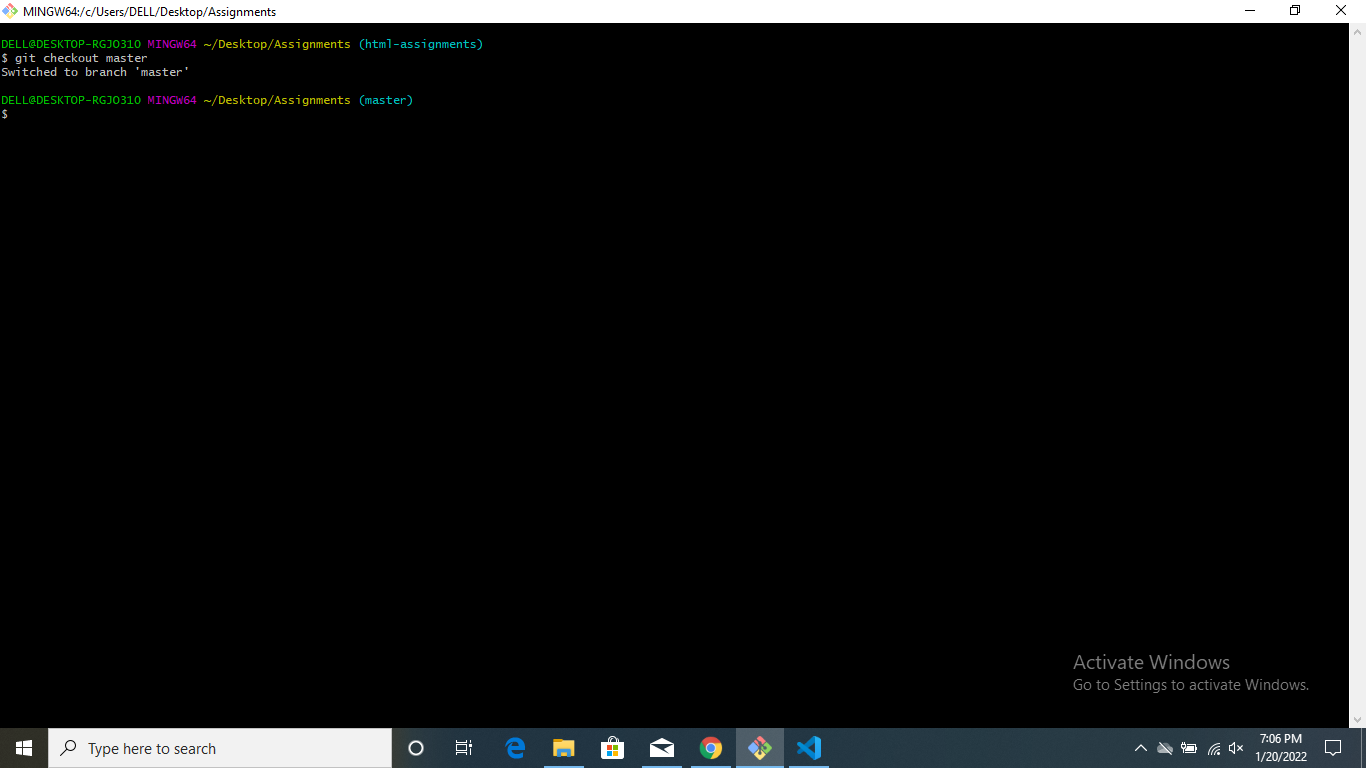 MINGW64:/c/Users/DELL/Desktop/Assignments
DELL@DESKTOP-RGJO31O MINGW64 ~/Desktop/Assignments (html-assignments)
$ git checkout master
Switched to branch 'master'
DELL@DESKTOP-RGJO31O MINGW64 ~/Desktop/Assignments (master)
$
Activate Windows
Go to Settings to activate Windows.
Type here to search
7:06 PM
1/20/2022